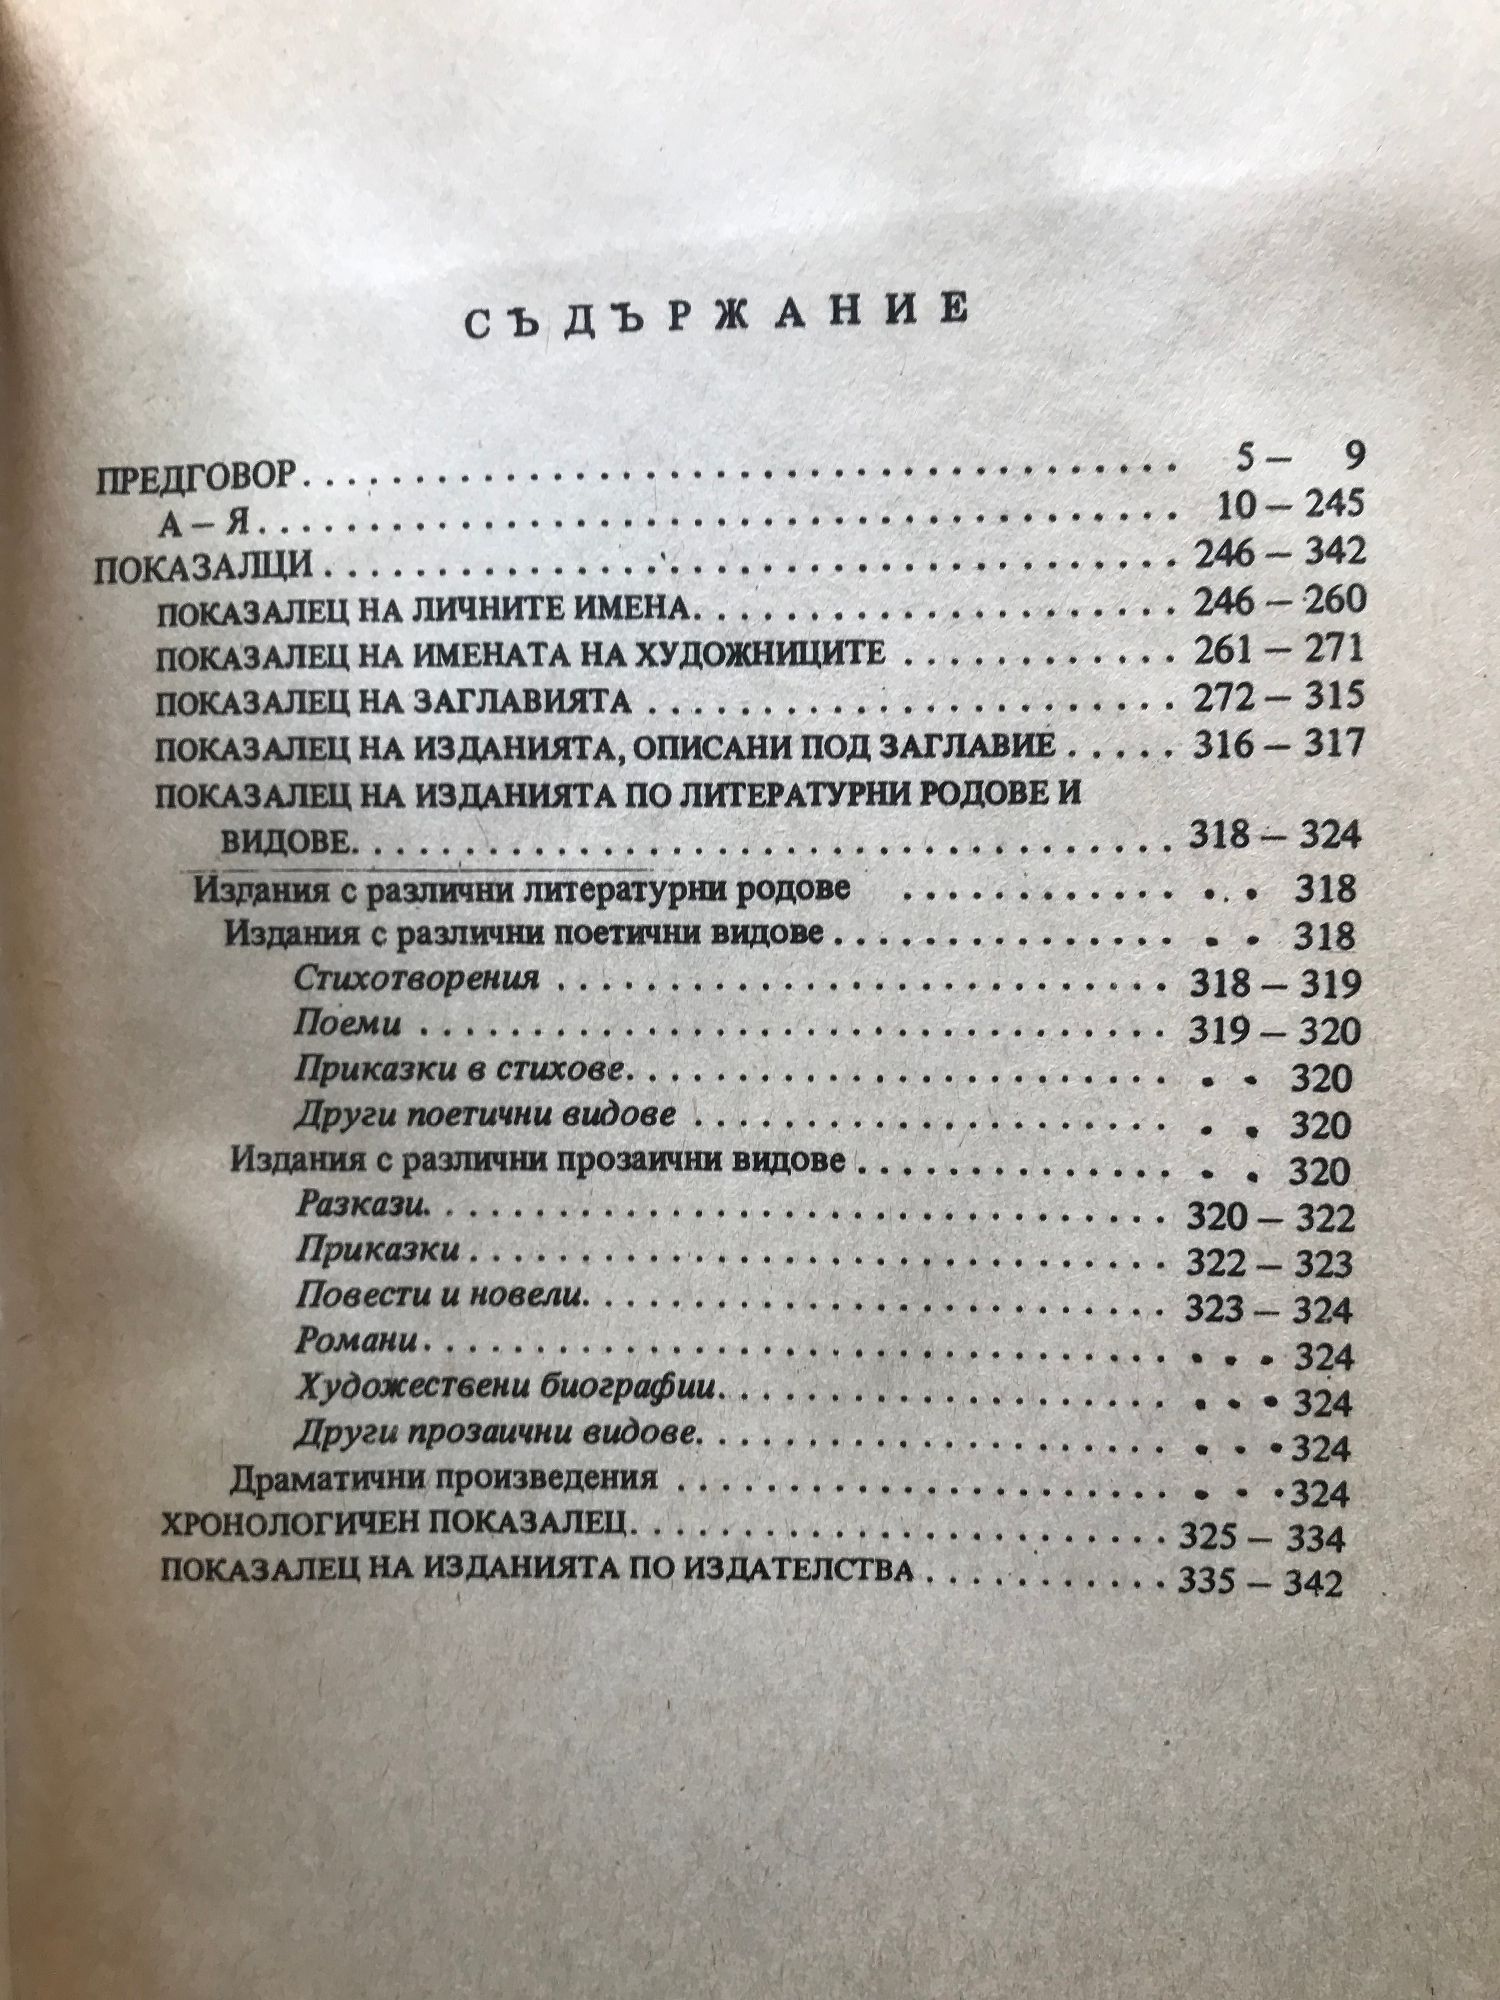 СЪДЪРЖАНИЕ
ПРЕДГОВОР. . . . . . . . . . . . . . . . . . . . 5 – 9
А – Я. . . . . . . . . . . . . . . . . . . . 10 – 245
ПОКАЗАЛЦИ . . . . . . . . . . . . . . . . . . . . 246 – 342
ПОКАЗАЛЕЦ НА ЛИЧНИТЕ ИМЕНА. . . . . . . . . . . . . . . . 246 – 260
ПОКАЗАЛЕЦ НА ИМЕНАТА НА ХУДОЖНИЦИТЕ . . . . . . . . . . 261 – 271
ПОКАЗАЛЕЦ НА ЗАГЛАВИЯТА . . . . . . . . . . . . . . . . . . 272 – 315
ПОКАЗАЛЕЦ НА ИЗДАНИЯТА, ОПИСАНИ ПОД ЗАГЛАВИЕ . . . . . 316 – 317
ПОКАЗАЛЕЦ НА ИЗДАНИЯТА ПО ЛИТЕРАТУРНИ РОДОВЕ И
ВИДОВЕ. . . . . . . . . . . . . . . . . . . . 318 – 324
Издания с различни литературни родове . . . . . . . . . . . . 318
Издания с различни поетични видове . . . . . . . . . . . . . . 318
Стихотворения . . . . . . . . . . . . . . . . . . . . 318 – 319
Поеми . . . . . . . . . . . . . . . . . . . . 319 – 320
Приказки в стихове. . . . . . . . . . . . . . . . . . . . 320
Други поетични видове . . . . . . . . . . . . . . . . . . . 320
Издания с различни прозаични видове . . . . . . . . . . . . . 320
Разкази. . . . . . . . . . . . . . . . . . . . 320 – 322
Приказки . . . . . . . . . . . . . . . . . . . . 322 – 323
Повести и новели. . . . . . . . . . . . . . . . . . . . 323 – 324
Романи. . . . . . . . . . . . . . . . . . . . 324
Художествени биографии. . . . . . . . . . . . . . . . . . . 324
Други прозаични видове. . . . . . . . . . . . . . . . . . . 324
Драматични произведения . . . . . . . . . . . . . . . . . . . 324
ХРОНОЛОГИЧЕН ПОКАЗАЛЕЦ. . . . . . . . . . . . . . . . . . . 325 – 334
ПОКАЗАЛЕЦ НА ИЗДАНИЯТА ПО ИЗДАТЕЛСТВА . . . . . . . . . . 335 – 342